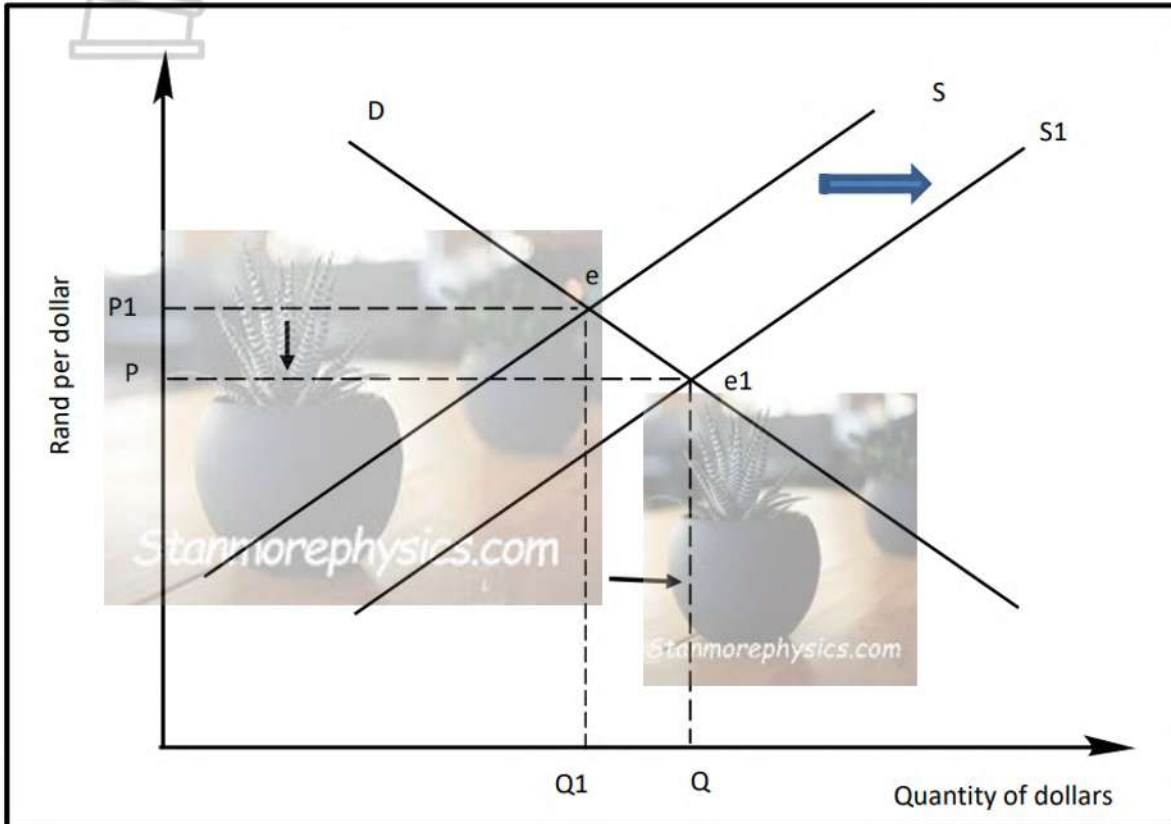 D
S
S1
e
P1
P
e1
Rand per dollar
Stanmorephysics.com
Stanmorephysics.com
Q1
Q
Quantity of dollars